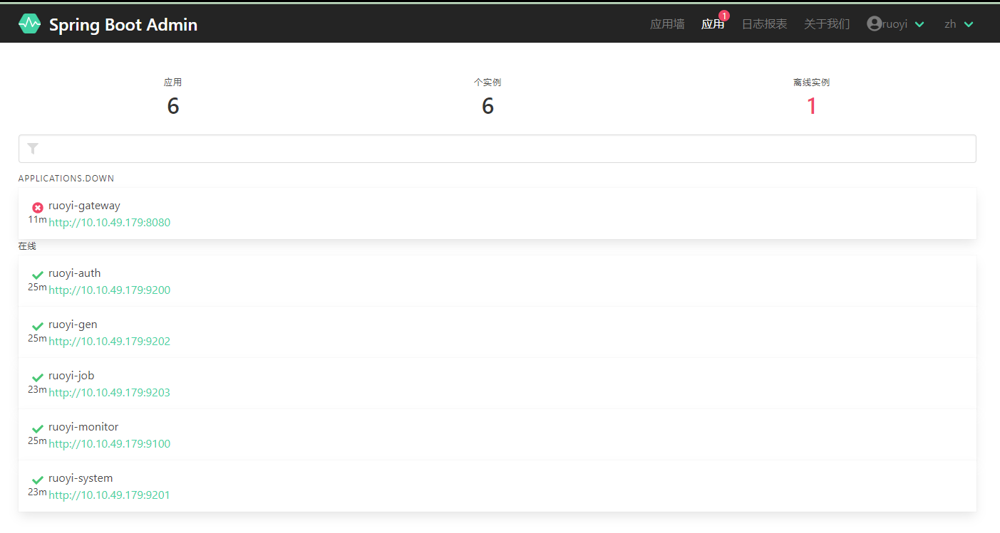 Spring Boot Admin
应用墙 应用 1 日志报表 关于我们 ruoyi zh
应用 个实例 离线实例
6 6 1
APPLICATIONS.DOWN
ruoyi-gateway
11m http://10.10.49.179:8080
在线
ruoyi-auth
25m http://10.10.49.179:9200
ruoyi-gen
25m http://10.10.49.179:9202
ruoyi-job
23m http://10.10.49.179:9203
ruoyi-monitor
25m http://10.10.49.179:9100
ruoyi-system
23m http://10.10.49.179:9201